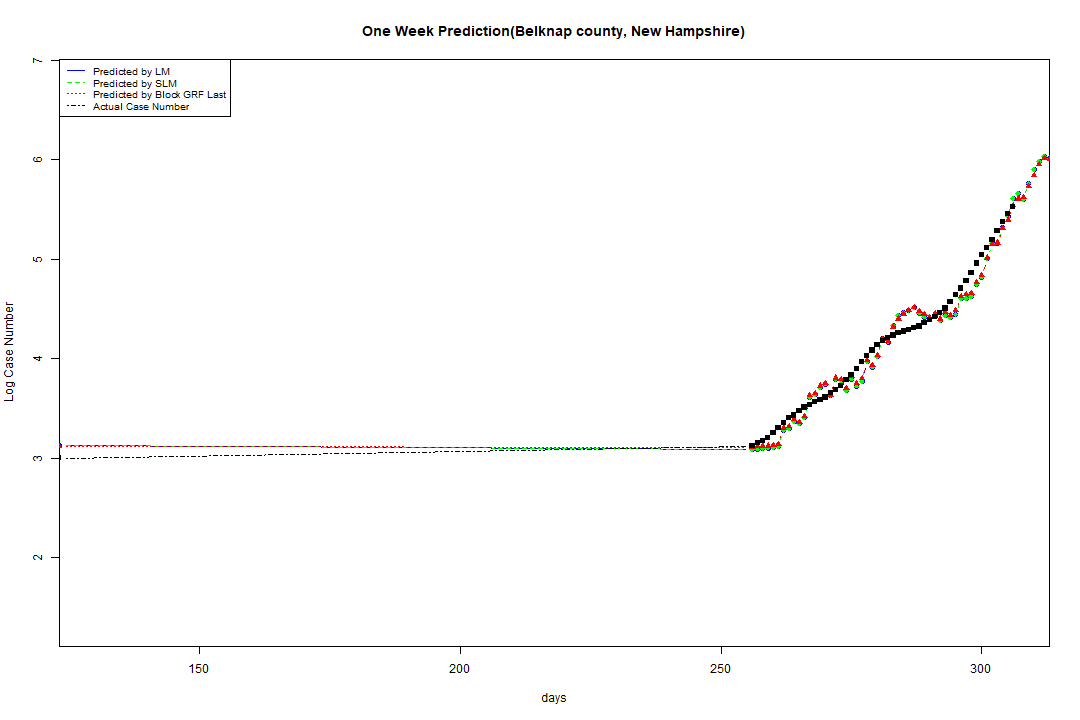 One Week Prediction(Belknap county, New Hampshire)
Predicted by LM
Predicted by SLM
Predicted by Block GRF Last
Actual Case Number
7
6
5
4
3
2
Log Case Number
150 200 250 300
days